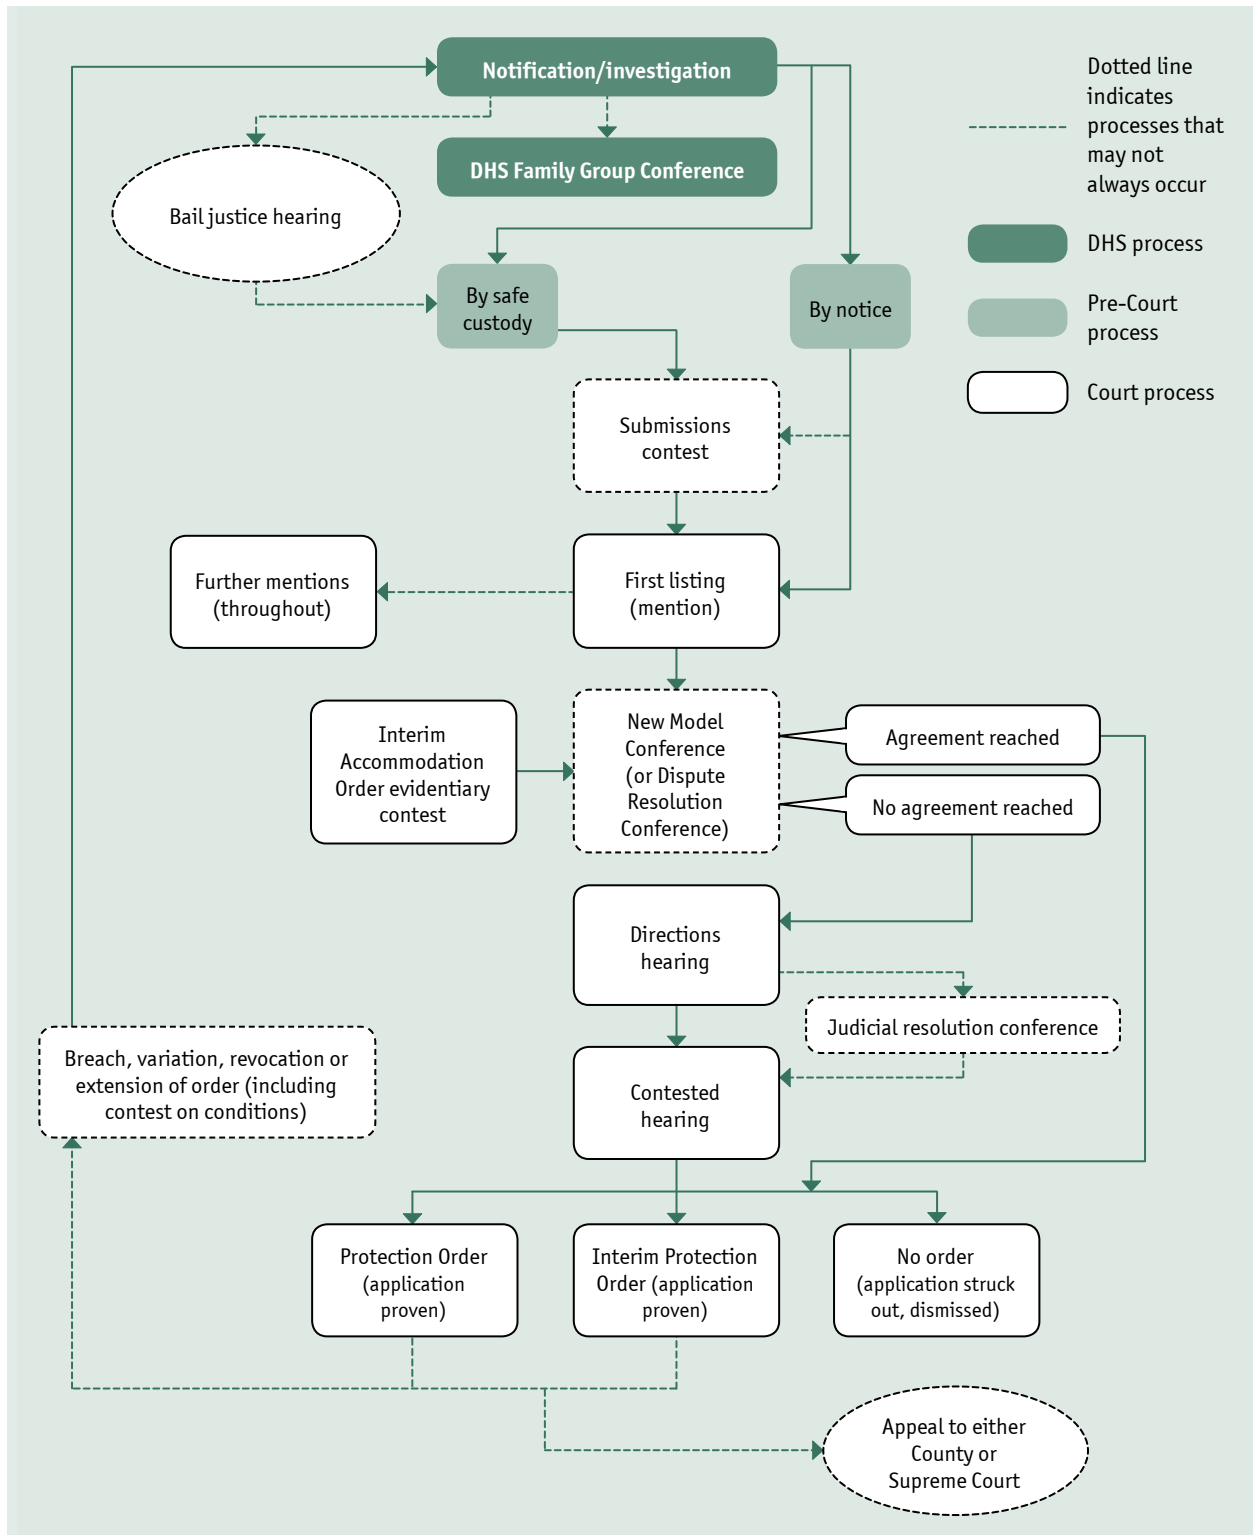 Notification/investigation
Dotted line
indicates
processes that
may not
always occur
DHS Family Group Conference
Bail justice hearing
DHS process
By safe
custody
By notice
Pre-Court
process
Court process
Submissions
contest
Further mentions
(throughout)
First listing
(mention)
Interim
Accommodation
Order evidentiary
contest
New Model
Conference
(or Dispute
Resolution
Conference)
Agreement reached
No agreement reached
Directions
hearing
Judicial resolution conference
Breach, variation, revocation or
extension of order (including
contest on conditions)
Contested
hearing
Protection Order
(application
proven)
Interim Protection
Order (application
proven)
No order
(application struck
out, dismissed)
Appeal to either
County or
Supreme Court